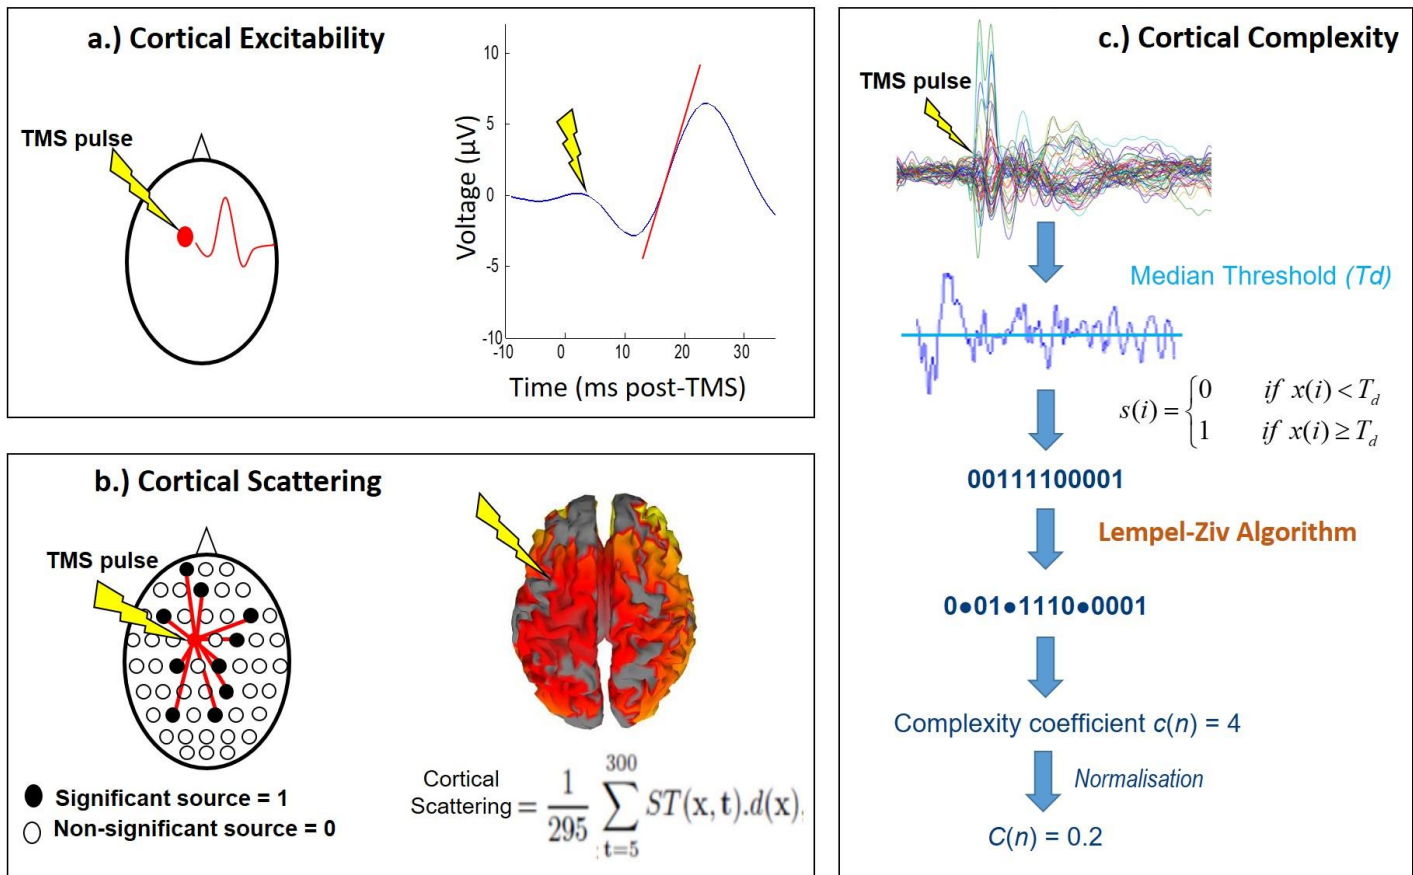 a.) Cortical Excitability
TMS pulse
Voltage (µV)
10
5
0
-5
-10
-10 0 10 20 30
Time (ms post-TMS)
b.) Cortical Scattering
TMS pulse
Significant source = 1
Non-significant source = 0
Cortical
Scattering = 1/295 300 ∑ t=5 ST(x,t).d(x)
c.) Cortical Complexity
TMS pulse
Median Threshold (Td)
s(i) = { 0 if x(i) < T_d
1 if x(i) ≥ T_d
00111100001
Lempel-Ziv Algorithm
0●01●1110●0001
Complexity coefficient c(n) = 4
Normalisation
C(n) = 0.2